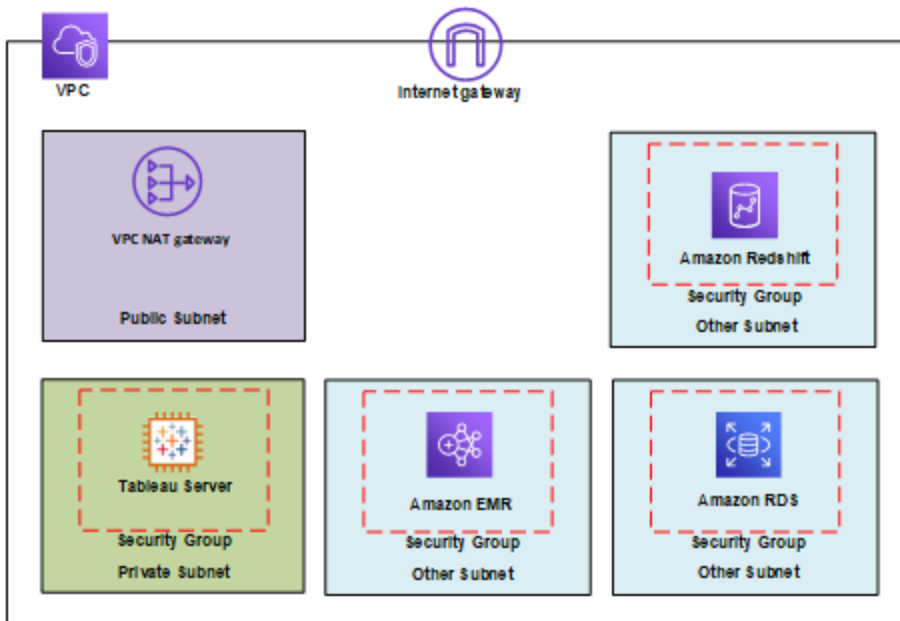 VPC
Internet gateway
VPC NAT gateway
Public Subnet
Amazon Redshift
Security Group
Other Subnet
Tableau Server
Security Group
Private Subnet
Amazon EMR
Security Group
Other Subnet
Amazon RDS
Security Group
Other Subnet